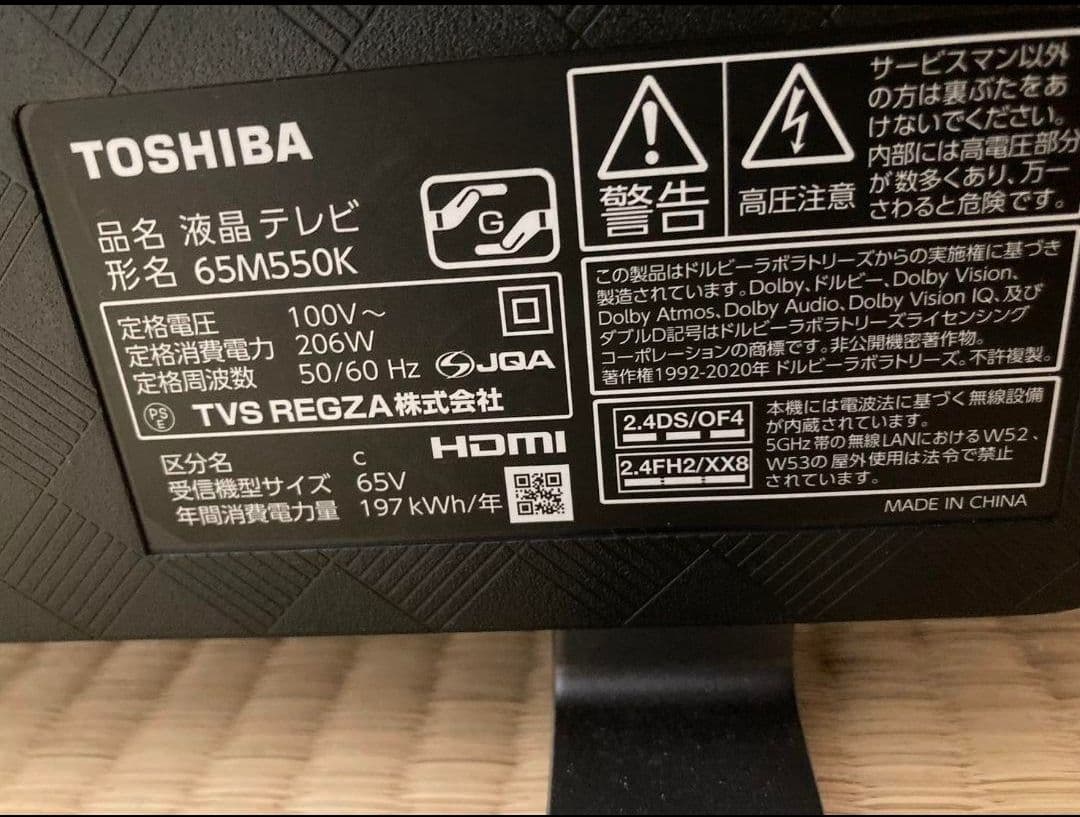 TOSHIBA
品名 液晶テレビ
形名 65M550K
G
定格電圧 100V～
定格消費電力 206W
定格周波数 50/60 Hz
JQA
PS
E
TVS REGZA株式会社
HDMI
区分名 C
受信機型サイズ 65V
年間消費電力量 197 kWh/年
警告
高圧注意
サービスマン以外
の方は裏ぶたをあ
けないでください。
内部には高電圧部分
が数多くあり、万一
さわると危険です。
この製品はドルビーラボラトリーズからの実施権に基づき
製造されています。Dolby、ドルビー、Dolby Vision、
Dolby Atmos、Dolby Audio、Dolby Vision IQ、及び
ダブルD記号はドルビーラボラトリーズライセンシング
コーポレーションの商標です。非公開機密著作物。
著作権1992-2020年 ドルビーラボラトリーズ。不許複製。
2.4DS/OF4
2.4FH2/XX8
本機には電波法に基づく無線設備
が内蔵されています。
5GHz帯の無線LANにおけるW52、
W53の屋外使用は法令で禁止
されています。
MADE IN CHINA